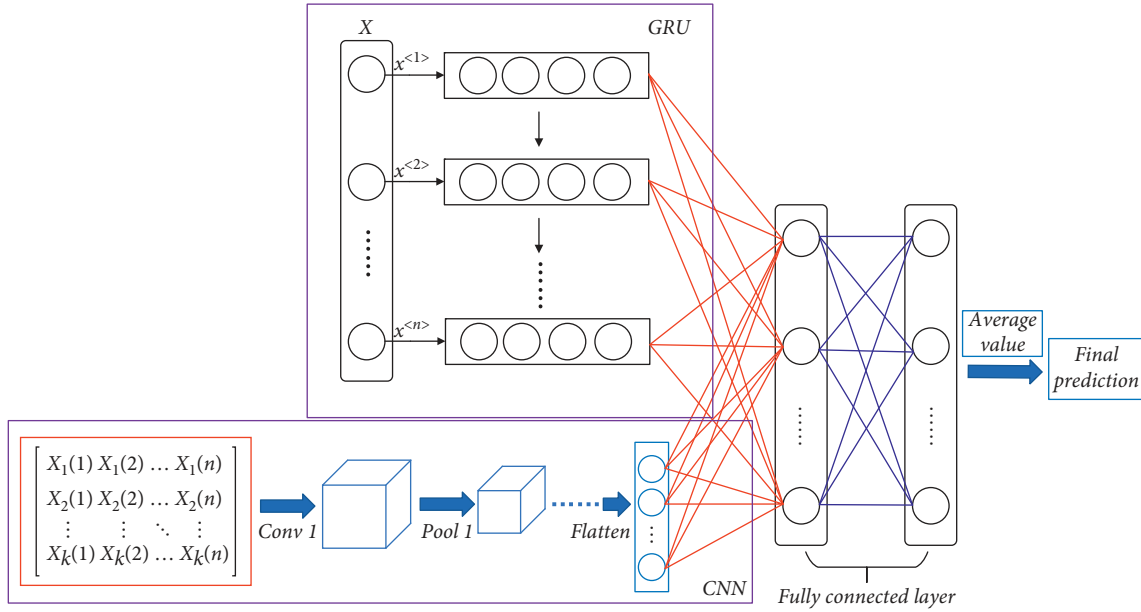 X
GRU
x<1>
x<2>
x<n>
X1(1) X1(2) … X1(n)
X2(1) X2(2) … X2(n)
⋮ ⋮ ⋱ ⋮
Xk(1) Xk(2) … Xk(n)
Conv 1
Pool 1
Flatten
CNN
Fully connected layer
Average
value
Final
prediction